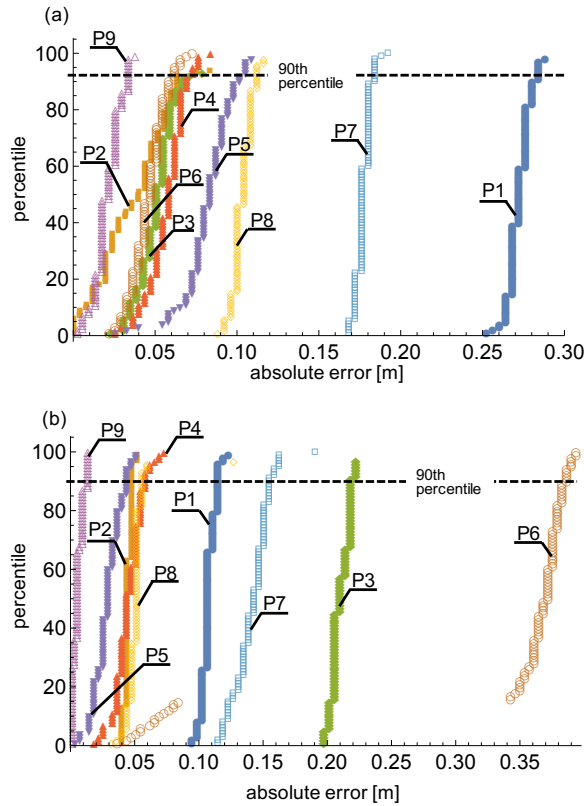 (a)
P9
100
90th
percentile
80
P4
P2
P5
P7
60
P6
P1
40
P3
P8
20
0
percentile
0.05
0.10
0.15
0.20
0.25
0.30
absolute error [m]
(b)
P9
P4
100
90th
percentile
80
P1
P2
P6
P8
60
P7
P3
40
P5
20
0
percentile
0.05
0.10
0.15
0.20
0.25
0.30
0.35
absolute error [m]